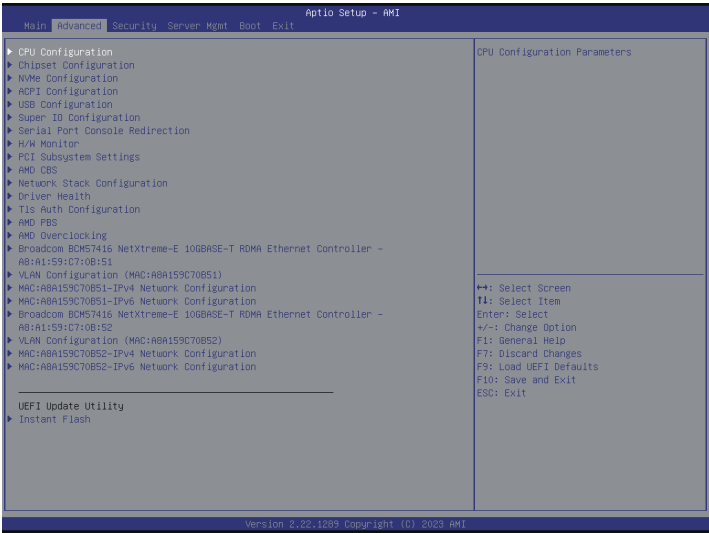 Aptio Setup – AMI
Main Advanced Security Server Mgmt Boot Exit
CPU Configuration
Chipset Configuration
NVMe Configuration
ACPI Configuration
USB Configuration
Super IO Configuration
Serial Port Console Redirection
H/W Monitor
PCI Subsystem Settings
AMD CBS
Network Stack Configuration
Driver Health
Tls Auth Configuration
AMD PBS
AMD Overclocking
Broadcom BCM57416 NetXtreme-E 10GBASE-T RDMA Ethernet Controller –
A8:A1:59:C7:0B:51
VLAN Configuration (MAC:A8A159C70B51)
MAC:A8A159C70B51-IPv4 Network Configuration
MAC:A8A159C70B51-IPv6 Network Configuration
Broadcom BCM57416 NetXtreme-E 10GBASE-T RDMA Ethernet Controller –
A8:A1:59:C7:0B:52
VLAN Configuration (MAC:A8A159C70B52)
MAC:A8A159C70B52-IPv4 Network Configuration
MAC:A8A159C70B52-IPv6 Network Configuration
UEFI Update Utility
Instant Flash
CPU Configuration Parameters
↔: Select Screen
↑↓: Select Item
Enter: Select
+/-: Change Option
F1: General Help
F7: Discard Changes
F9: Load UEFI Defaults
F10: Save and Exit
ESC: Exit
Version 2.22.1289 Copyright (C) 2023 AMI